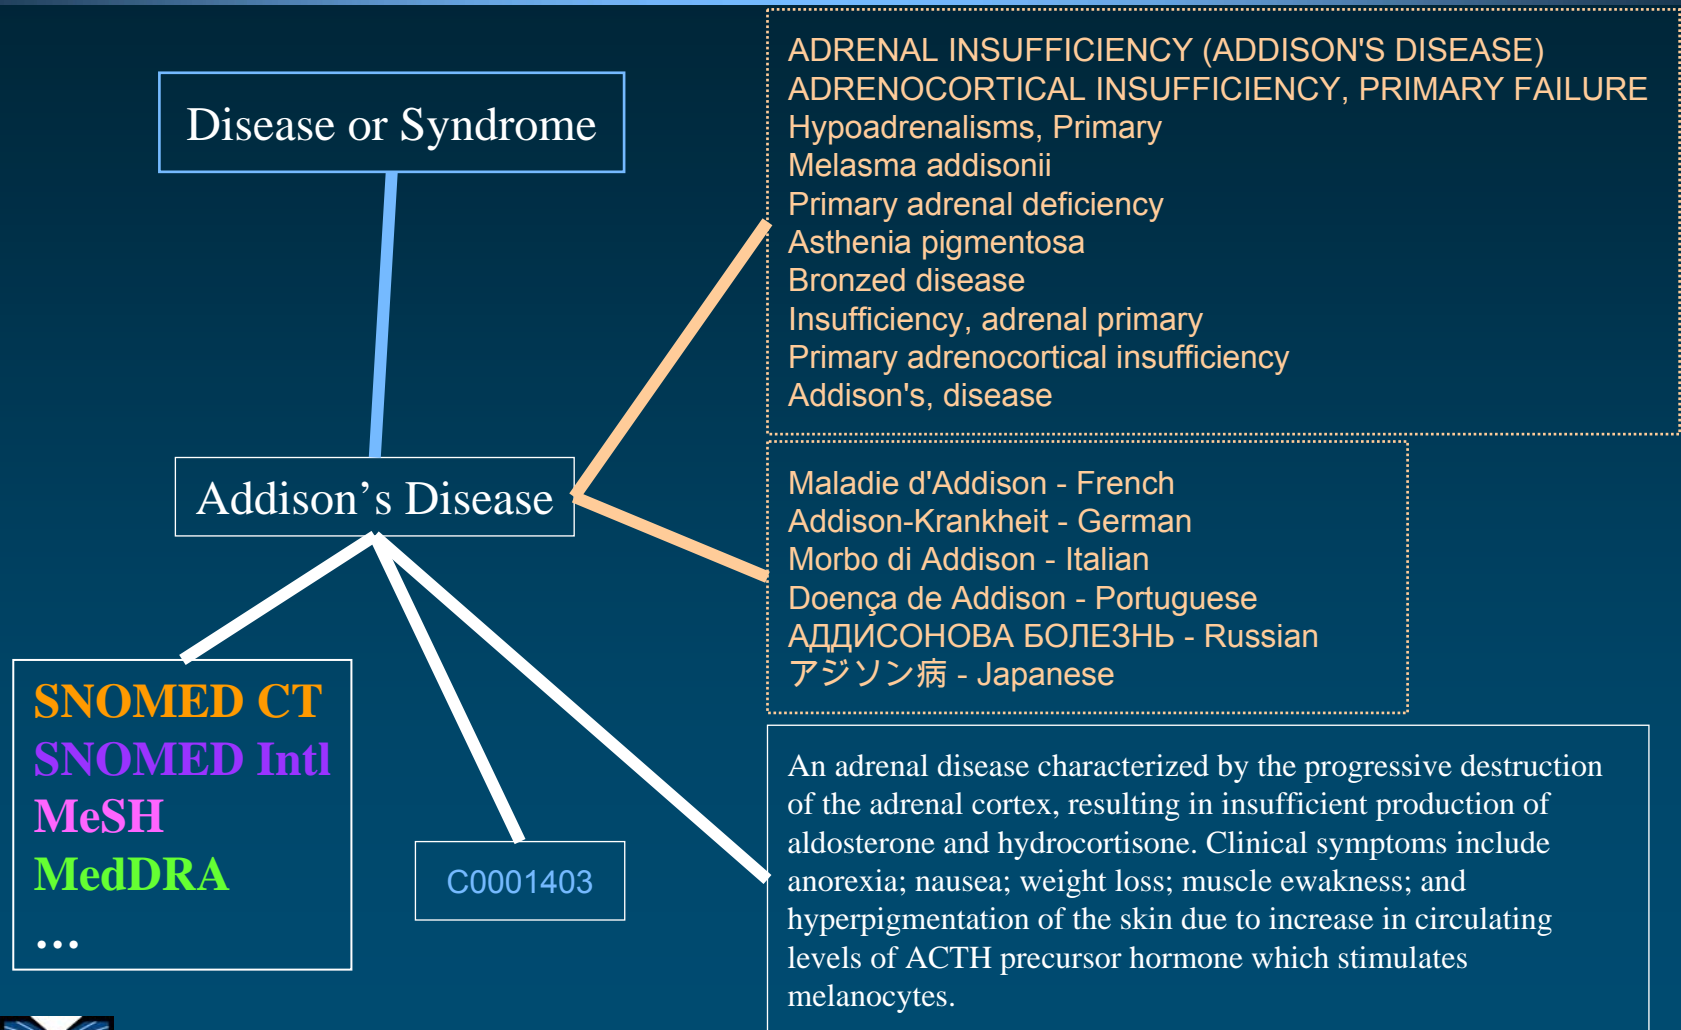 Disease or Syndrome
Addison’s Disease
SNOMED CT
SNOMED Intl
MeSH
MedDRA
…
C0001403
ADRENAL INSUFFICIENCY (ADDISON'S DISEASE)
ADRENOCORTICAL INSUFFICIENCY, PRIMARY FAILURE
Hypoadrenalisms, Primary
Melasma addisonii
Primary adrenal deficiency
Asthenia pigmentosa
Bronzed disease
Insufficiency, adrenal primary
Primary adrenocortical insufficiency
Addison's, disease
Maladie d'Addison - French
Addison-Krankheit - German
Morbo di Addison - Italian
Doença de Addison - Portuguese
АДДИСОНОВА БОЛЕЗНЬ - Russian
アジソン病 - Japanese
An adrenal disease characterized by the progressive destruction
of the adrenal cortex, resulting in insufficient production of
aldosterone and hydrocortisone. Clinical symptoms include
anorexia; nausea; weight loss; muscle ewakness; and
hyperpigmentation of the skin due to increase in circulating
levels of ACTH precursor hormone which stimulates
melanocytes.